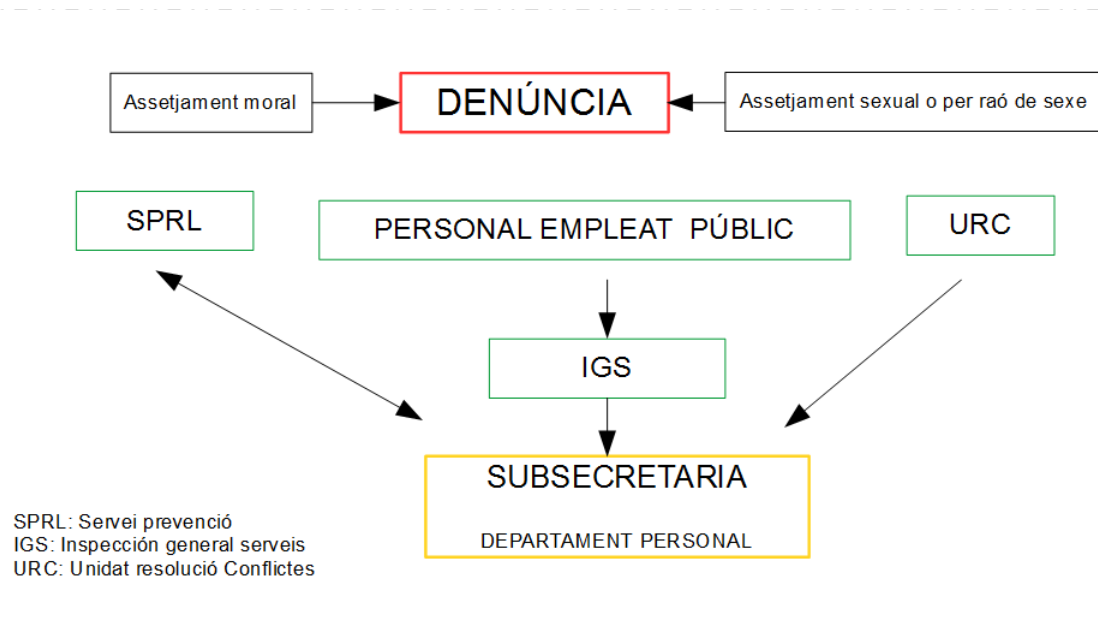 Assetjament moral
DENÚNCIA
Assetjament sexual o per raó de sexe
SPRL
PERSONAL EMPLEAT PÚBLIC
URC
IGS
SUBSECRETARIA
DEPARTAMENT PERSONAL
SPRL: Servei prevenció
IGS: Inspección general serveis
URC: Unidat resolució Conflictes